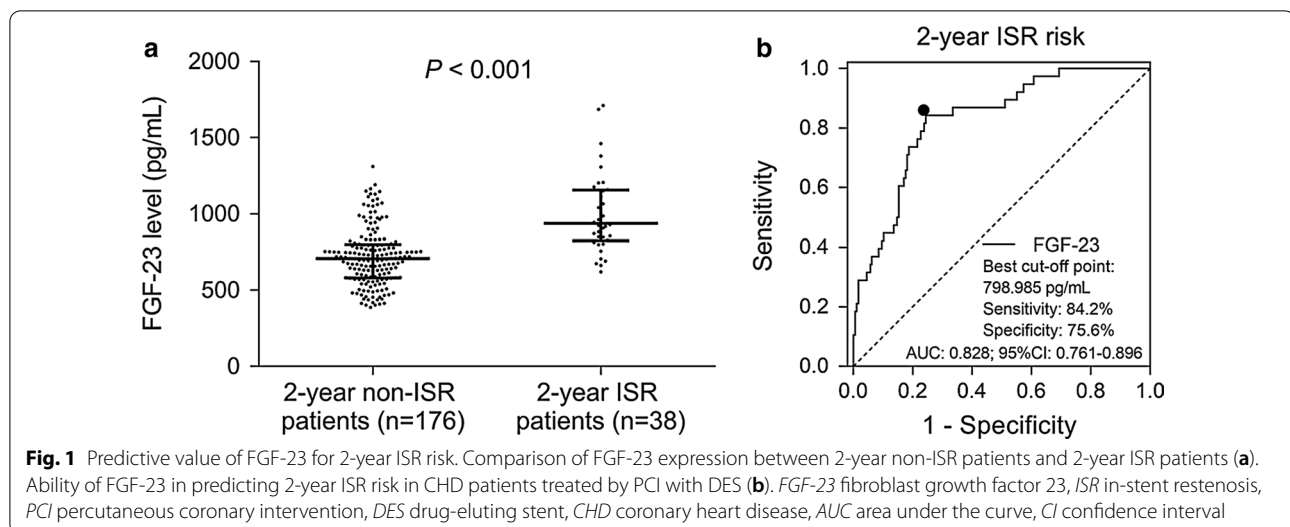 a
2000
1500
1000
500
0
FGF-23 level (pg/mL)
P < 0.001
2-year non-ISR
patients (n=176)
2-year ISR
patients (n=38)
b
2-year ISR risk
1.0
0.8
0.6
0.4
0.2
0.0
Sensitivity
FGF-23
Best cut-off point:
798.985 pg/mL
Sensitivity: 84.2%
Specificity: 75.6%
AUC: 0.828; 95%CI: 0.761-0.896
0.0 0.2 0.4 0.6 0.8 1.0
1 - Specificity
Fig. 1 Predictive value of FGF-23 for 2-year ISR risk. Comparison of FGF-23 expression between 2-year non-ISR patients and 2-year ISR patients (a).
Ability of FGF-23 in predicting 2-year ISR risk in CHD patients treated by PCI with DES (b). FGF-23 fibroblast growth factor 23, ISR in-stent restenosis,
PCI percutaneous coronary intervention, DES drug-eluting stent, CHD coronary heart disease, AUC area under the curve, CI confidence interval